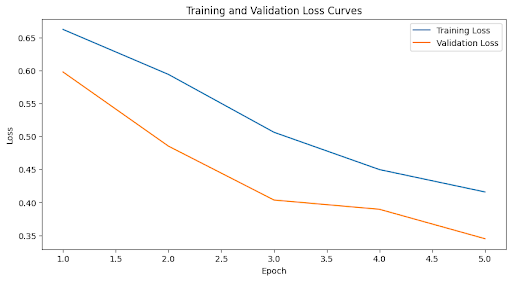 Training and Validation Loss Curves
Training Loss
Validation Loss
0.65
0.60
0.55
0.50
0.45
0.40
0.35
Loss
1.0 1.5 2.0 2.5 3.0 3.5 4.0 4.5 5.0
Epoch